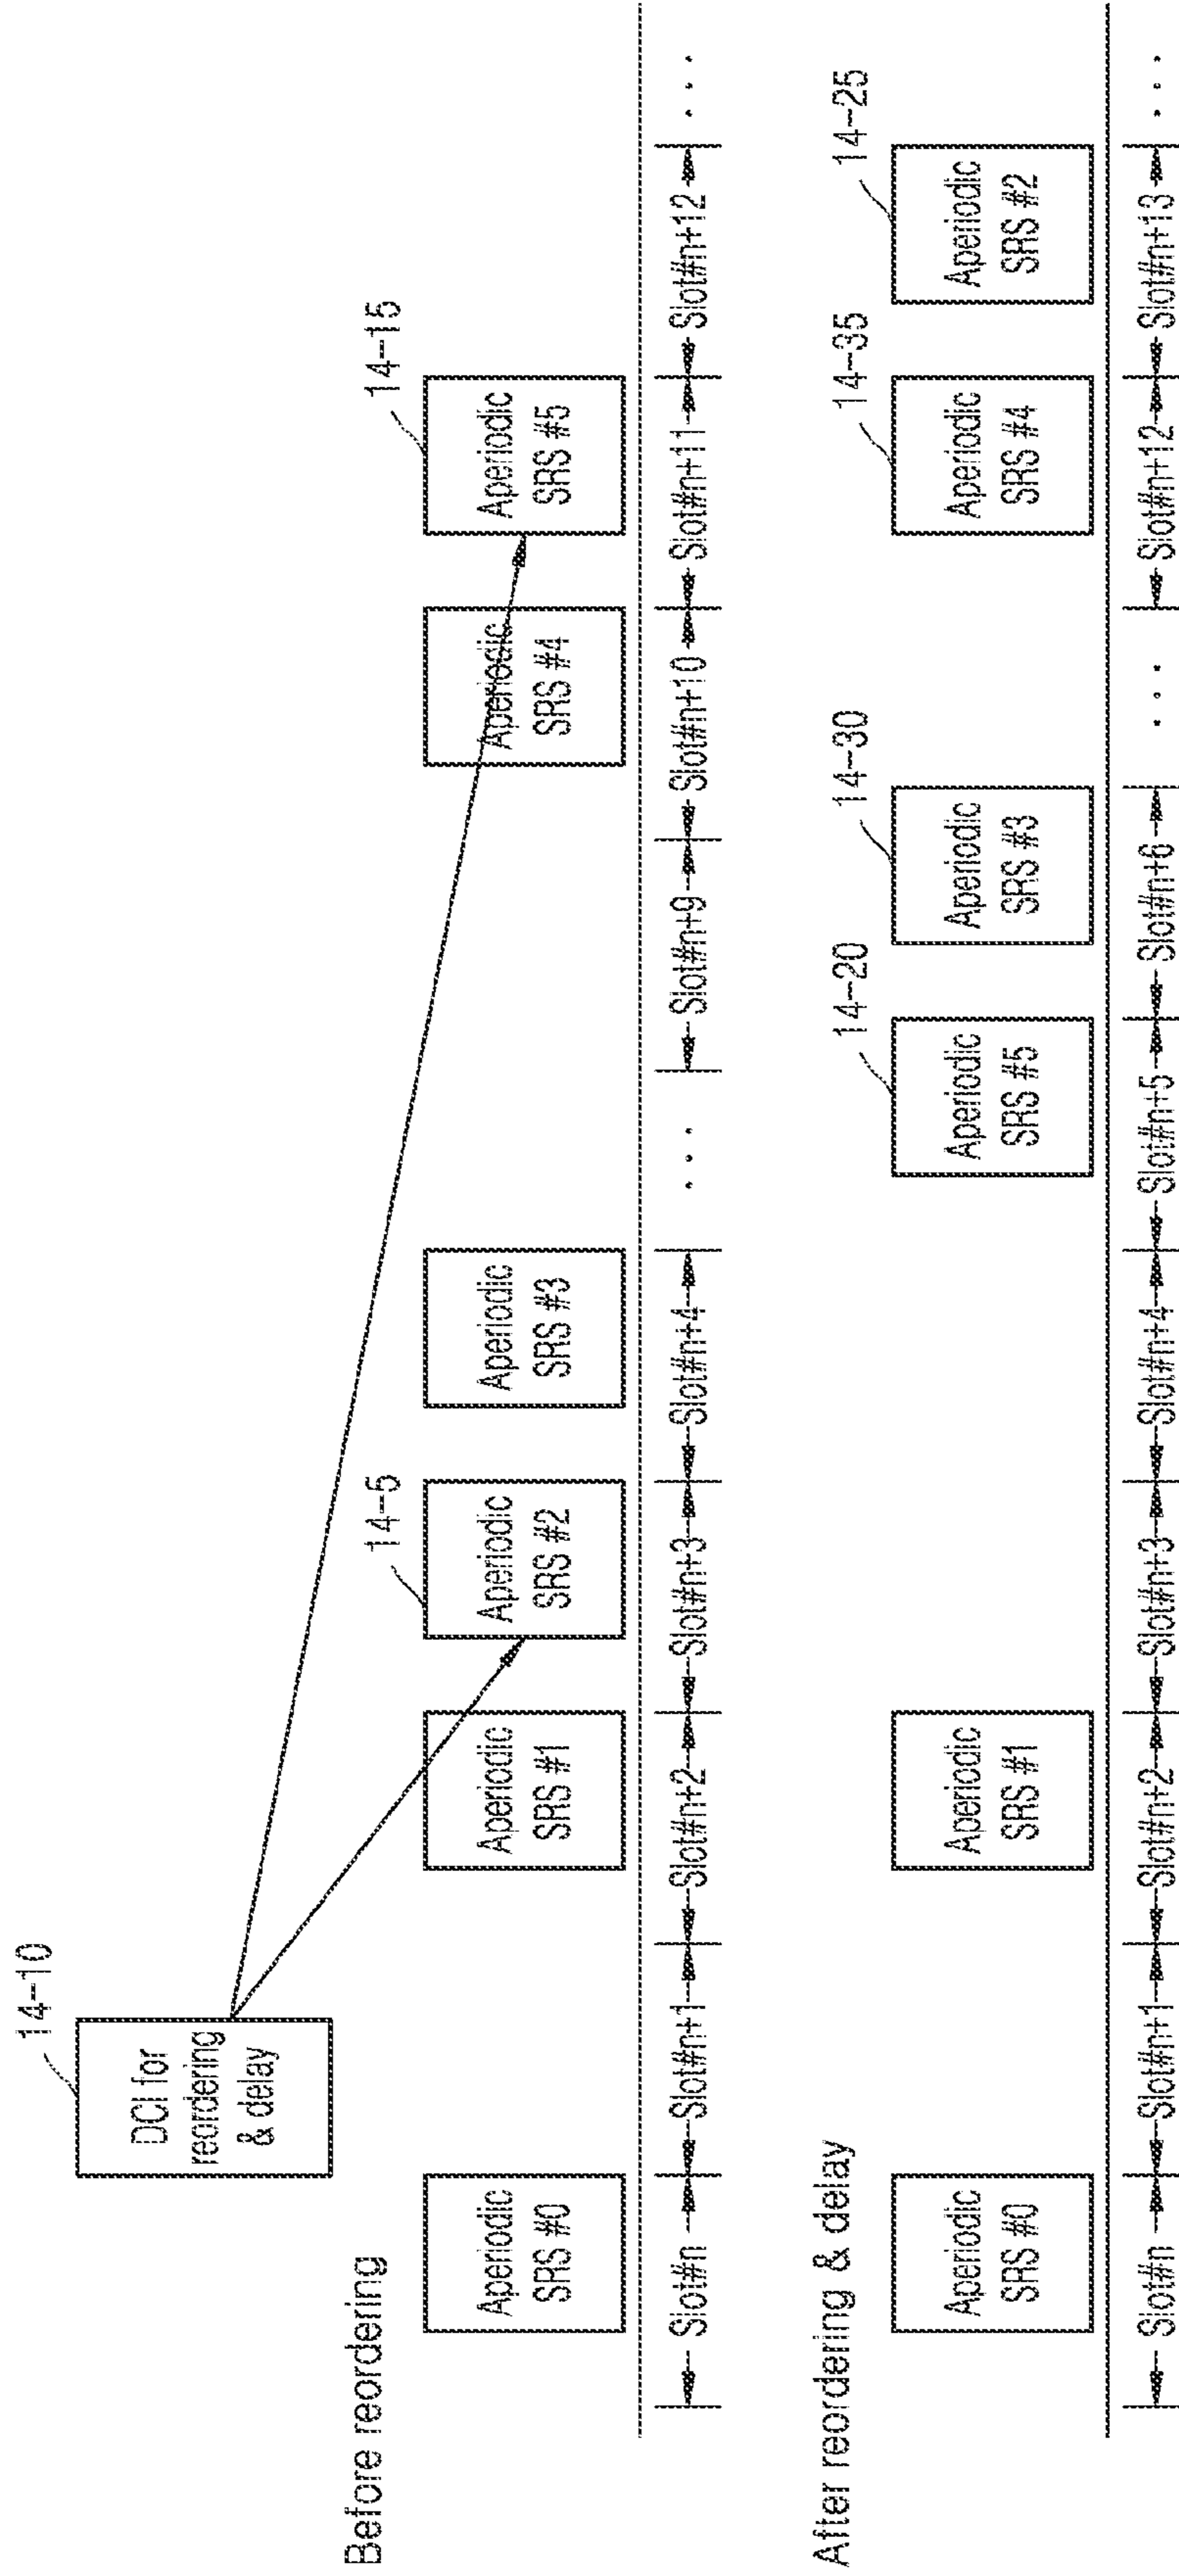 14-10
DCI for
reordering
& delay
Before reordering
14-5
14-15
Aperiodic
SRS #0
Aperiodic
SRS #1
Aperiodic
SRS #2
Aperiodic
SRS #3
Aperiodic
SRS #4
Aperiodic
SRS #5
Slot#n
Slot#n+1
Slot#n+2
Slot#n+3
Slot#n+4
...
Slot#n+9
Slot#n+10
Slot#n+11
Slot#n+12
...
After reordering & delay
14-20
14-30
14-35
14-25
Aperiodic
SRS #0
Aperiodic
SRS #1
Aperiodic
SRS #5
Aperiodic
SRS #3
Aperiodic
SRS #4
Aperiodic
SRS #2
Slot#n
Slot#n+1
Slot#n+2
Slot#n+3
Slot#n+4
Slot#n+5
Slot#n+6
...
Slot#n+12
Slot#n+13
...